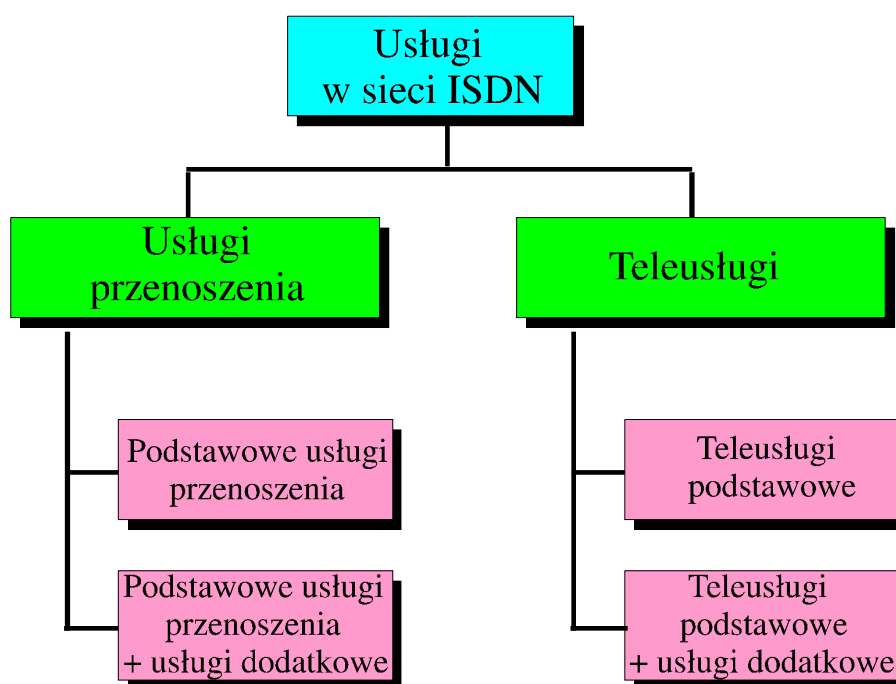 Usługi
w sieci ISDN
Usługi
przenoszenia
Teleusługi
Podstawowe usługi
przenoszenia
Teleusługi
podstawowe
Podstawowe usługi
przenoszenia
+ usługi dodatkowe
Teleusługi
podstawowe
+ usługi dodatkowe